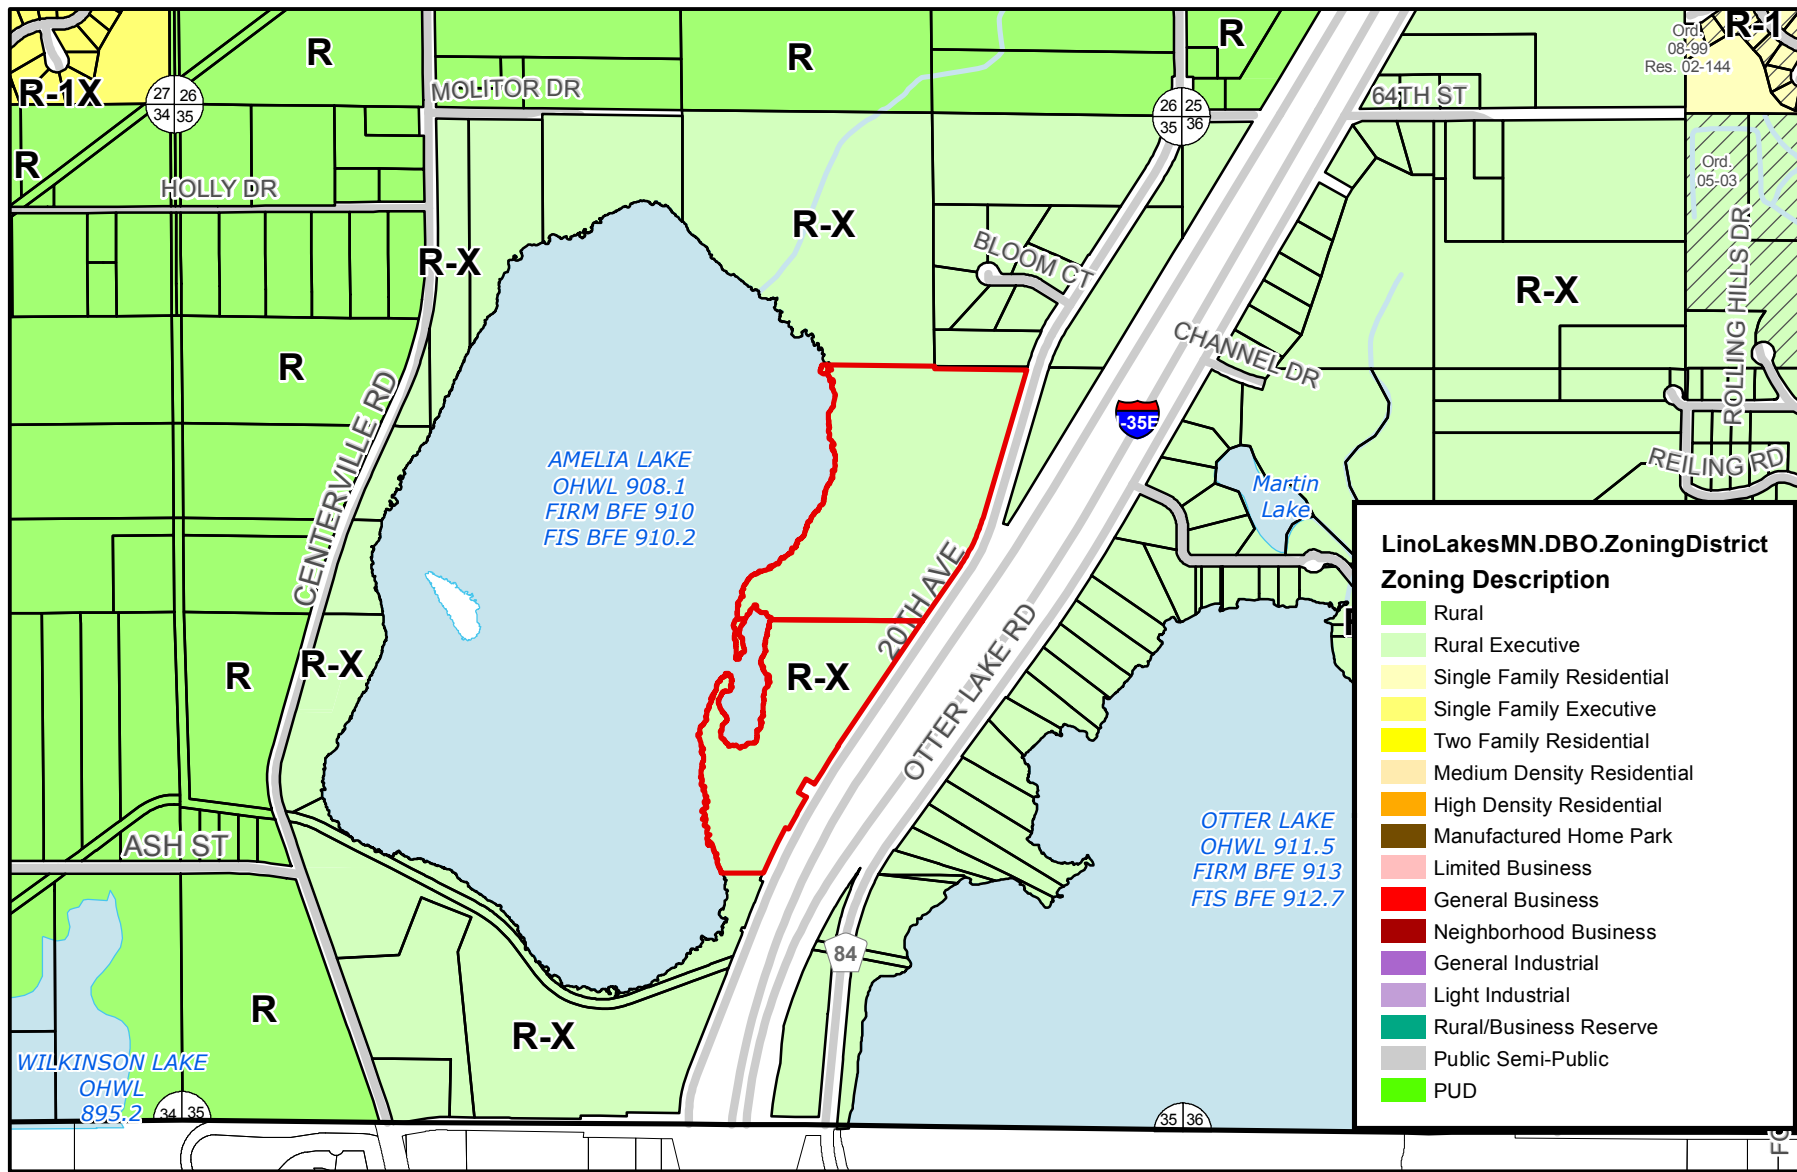 R
R
R
R-1
Ord.
08-99
Res. 02-144
R-1X
27 26
34 35
MOLITOR DR
26 25
35 36
64TH ST
R
HOLLY DR
Ord.
05-03
R-X
R-X
BLOOM CT
R-X
ROLLING HILLS DR
R
CHANNEL DR
CENTERVILLE RD
I-35E
AMELIA LAKE
OHWL 908.1
FIRM BFE 910
FIS BFE 910.2
REILING RD
Martin
Lake
20TH AVE
R
R-X
R-X
OTTER LAKE RD
ASH ST
OTTER LAKE
OHWL 911.5
FIRM BFE 913
FIS BFE 912.7
84
R
R-X
WILKINSON LAKE
OHWL
895.2
34 35
35 36
LinoLakesMN.DBO.ZoningDistrict
Zoning Description
Rural
Rural Executive
Single Family Residential
Single Family Executive
Two Family Residential
Medium Density Residential
High Density Residential
Manufactured Home Park
Limited Business
General Business
Neighborhood Business
General Industrial
Light Industrial
Rural/Business Reserve
Public Semi-Public
PUD